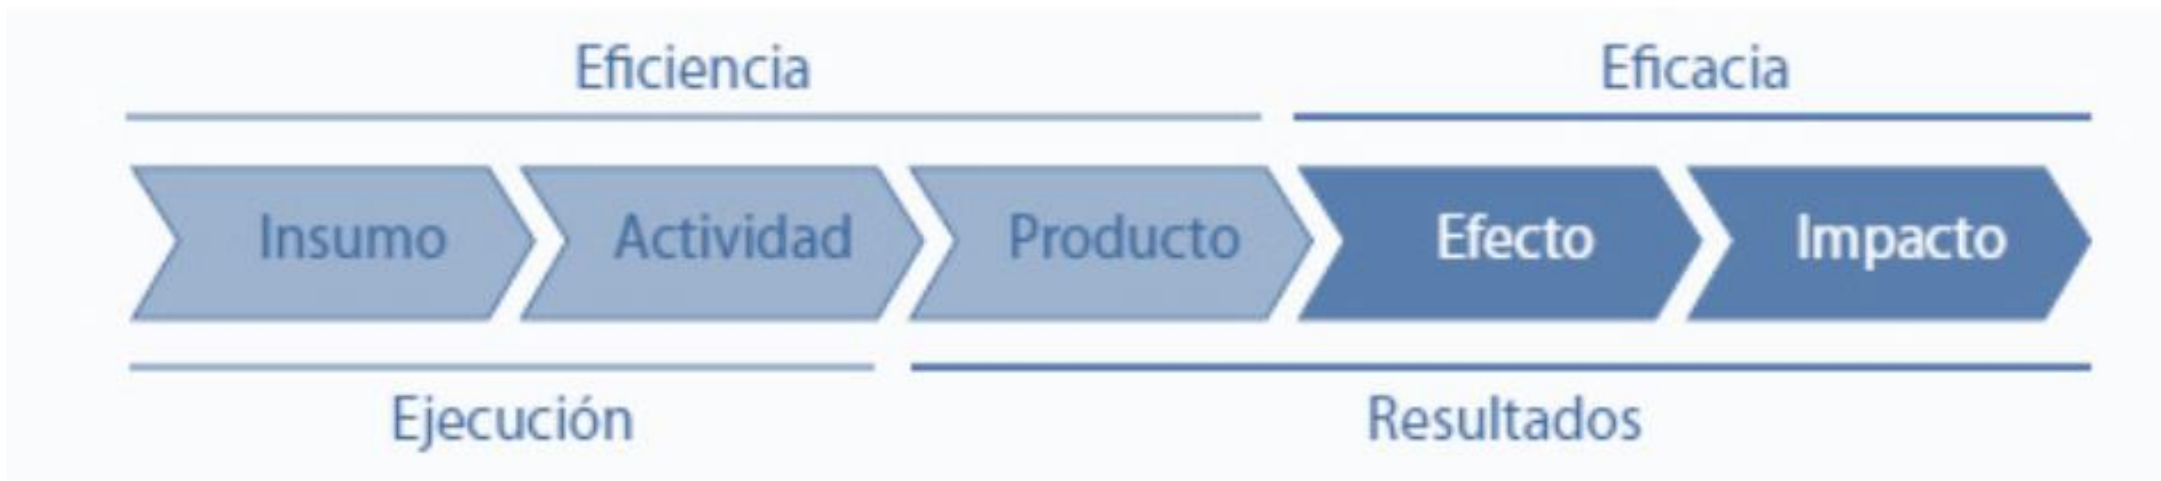 Eficiencia Eficacia
Insumo Actividad Producto Efecto Impacto
Ejecución Resultados